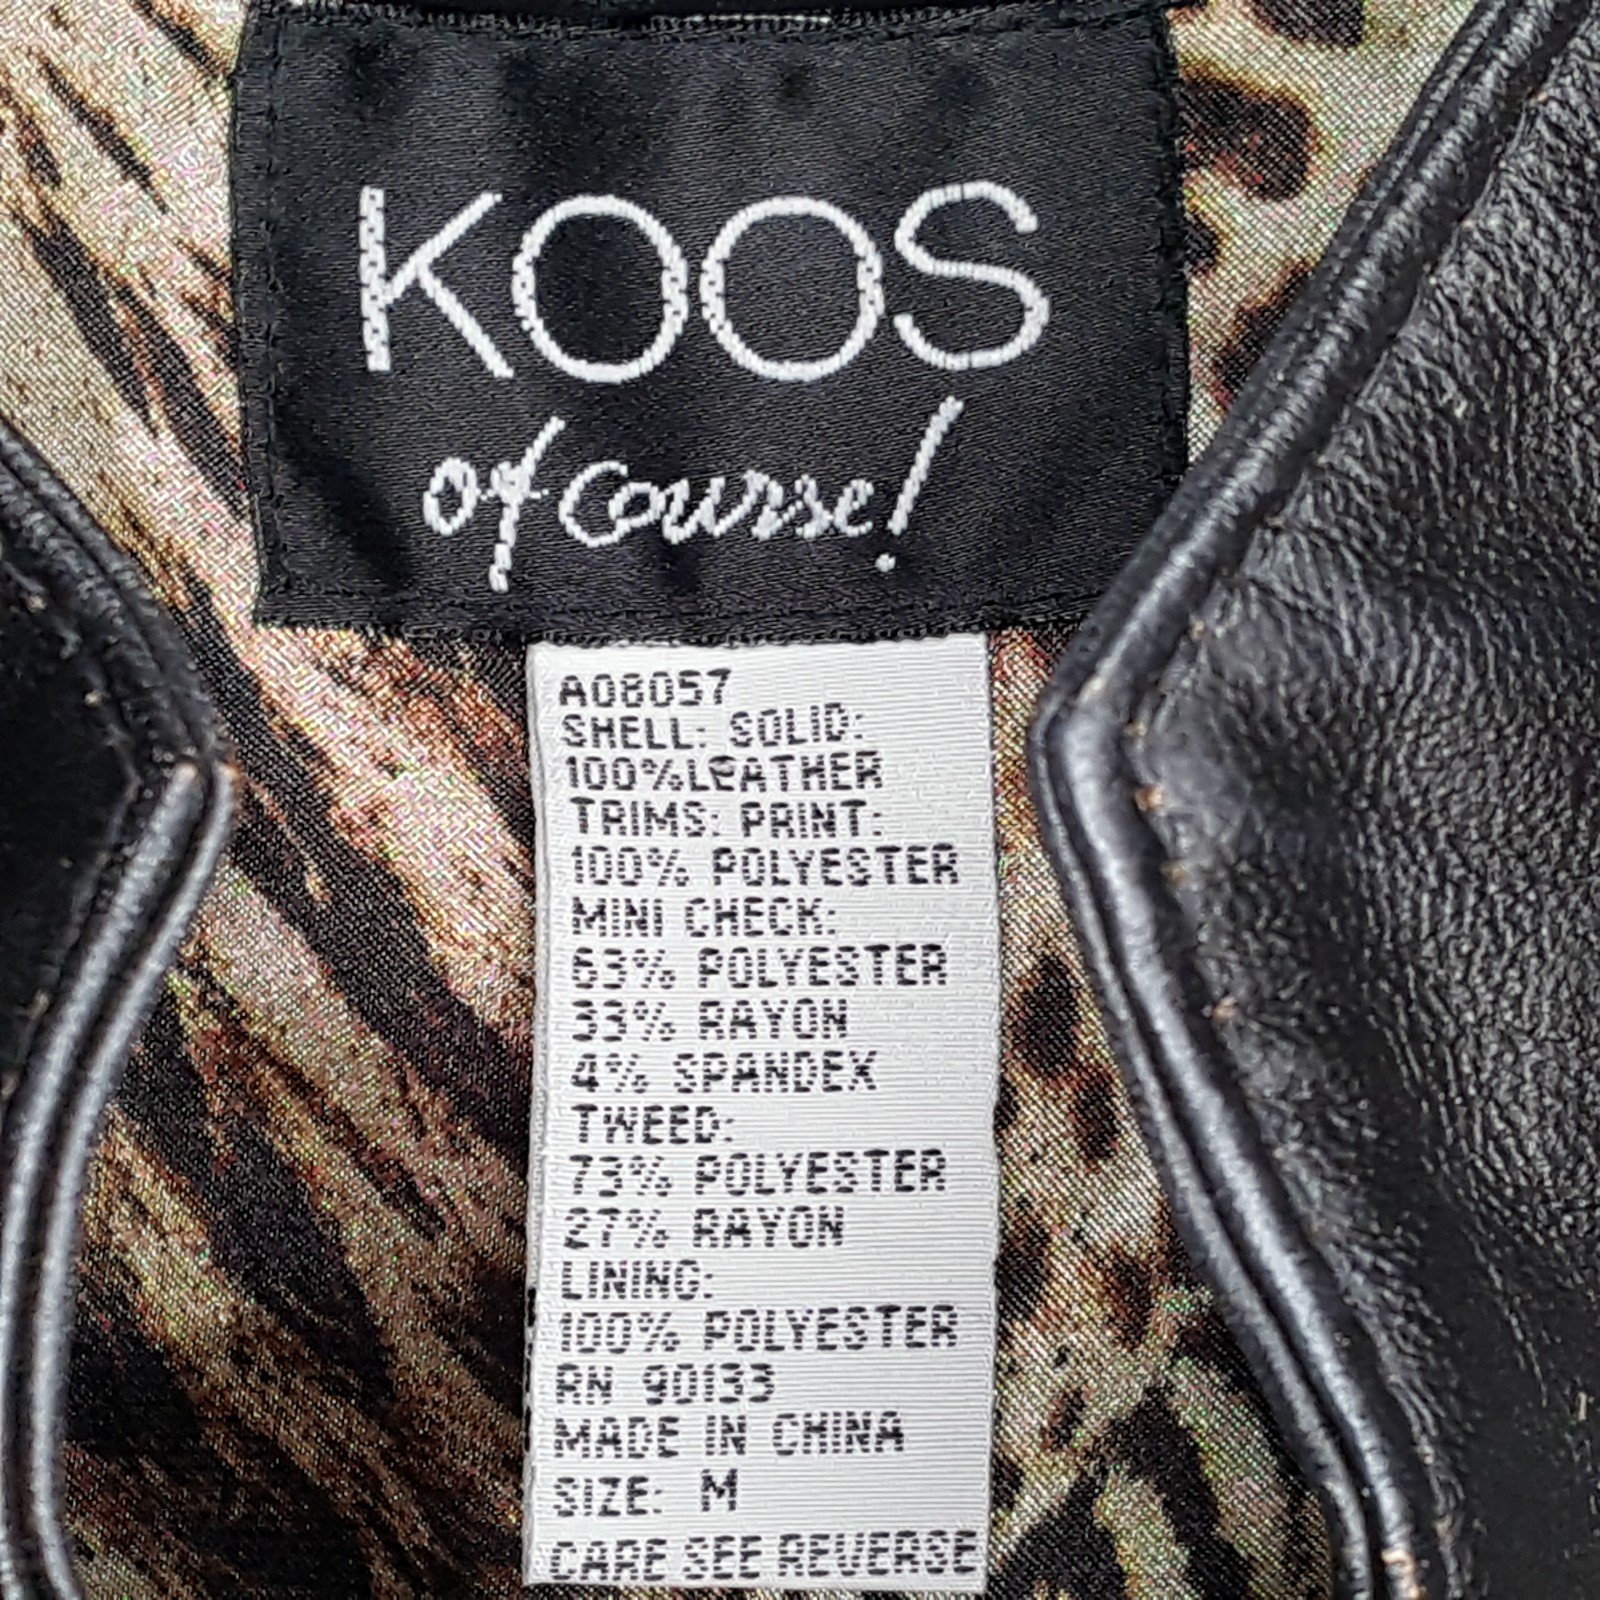 KOOS
of course!
A08057
SHELL: SOLID:
100%LEATHER
TRIMS: PRINT:
100% POLYESTER
MINI CHECK:
63% POLYESTER
33% RAYON
4% SPANDEX
TWEED:
73% POLYESTER
27% RAYON
LINING:
100% POLYESTER
RN 90133
MADE IN CHINA
SIZE: M
CARE SEE REVERSE